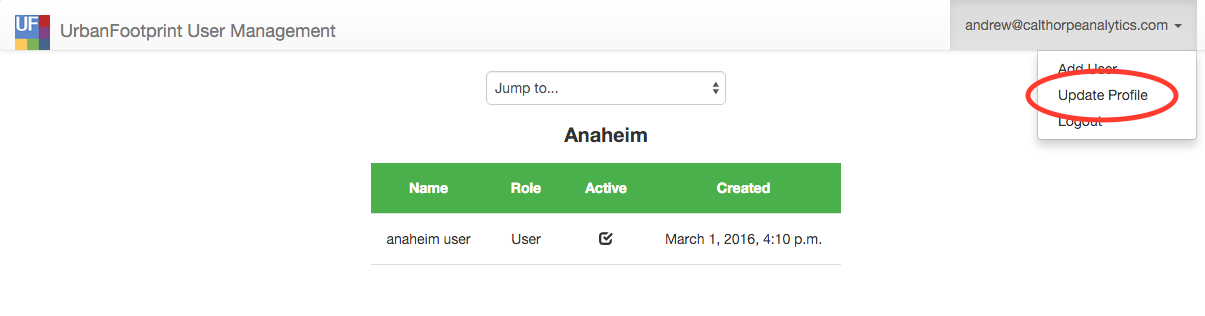 UF
UrbanFootprint User Management
andrew@calthorpeanalytics.com
Add User
Update Profile
Logout
Jump to...
Anaheim
Name Role Active Created
anaheim user User March 1, 2016, 4:10 p.m.